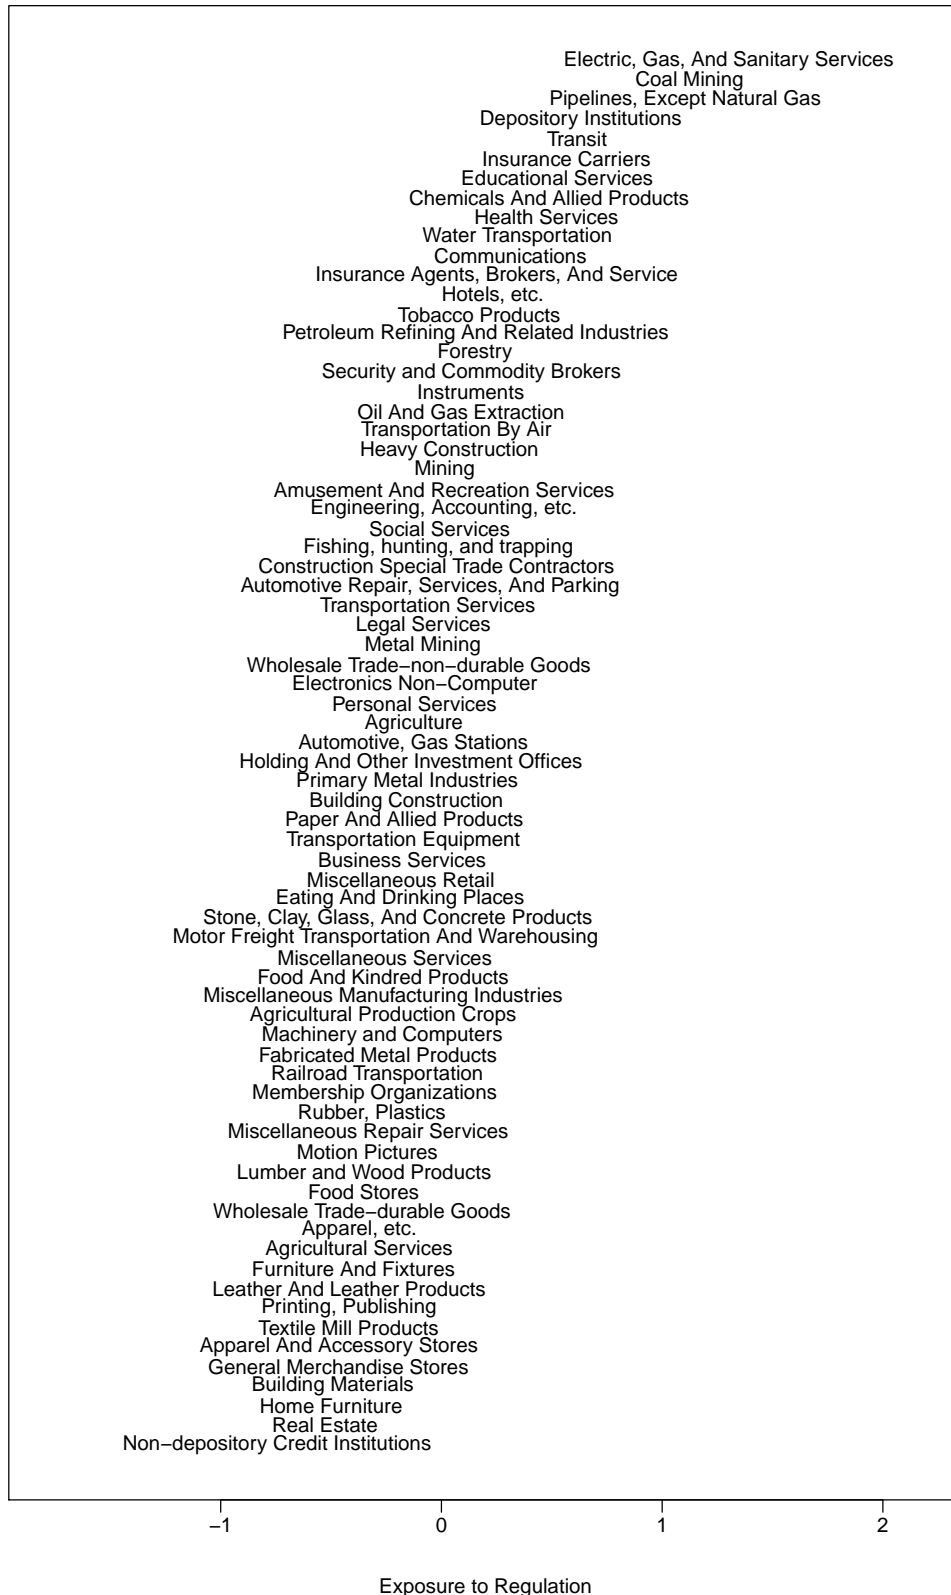 Electric, Gas, And Sanitary Services
Coal Mining
Pipelines, Except Natural Gas
Depository Institutions
Transit
Insurance Carriers
Educational Services
Chemicals And Allied Products
Health Services
Water Transportation
Communications
Insurance Agents, Brokers, And Service
Hotels, etc.
Tobacco Products
Petroleum Refining And Related Industries
Forestry
Security and Commodity Brokers
Instruments
Oil And Gas Extraction
Transportation By Air
Heavy Construction
Mining
Amusement And Recreation Services
Engineering, Accounting, etc.
Social Services
Fishing, hunting, and trapping
Construction Special Trade Contractors
Automotive Repair, Services, And Parking
Transportation Services
Legal Services
Metal Mining
Wholesale Trade−non−durable Goods
Electronics Non−Computer
Personal Services
Agriculture
Automotive, Gas Stations
Holding And Other Investment Offices
Primary Metal Industries
Building Construction
Paper And Allied Products
Transportation Equipment
Business Services
Miscellaneous Retail
Eating And Drinking Places
Stone, Clay, Glass, And Concrete Products
Motor Freight Transportation And Warehousing
Miscellaneous Services
Food And Kindred Products
Miscellaneous Manufacturing Industries
Agricultural Production Crops
Machinery and Computers
Fabricated Metal Products
Railroad Transportation
Membership Organizations
Rubber, Plastics
Miscellaneous Repair Services
Motion Pictures
Lumber and Wood Products
Food Stores
Wholesale Trade−durable Goods
Apparel, etc.
Agricultural Services
Furniture And Fixtures
Leather And Leather Products
Printing, Publishing
Textile Mill Products
Apparel And Accessory Stores
General Merchandise Stores
Building Materials
Home Furniture
Real Estate
Non−depository Credit Institutions
−1 0 1 2
Exposure to Regulation